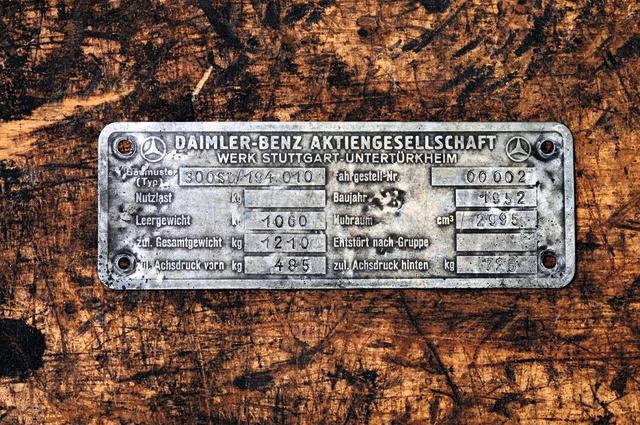 DAIMLER-BENZ AKTIENGESELLSCHAFT
WERK STUTTGART-UNTERTÜRKHEIM
Baumuster (Typ) 300SL/194 010 Fahrgestell-Nr. 00 002
Nutzlast kg Baujahr 1952
Leergewicht kg 1060 Hubraum cm³ 2995
zul. Gesamtgewicht kg 1210 Entstört nach Gruppe
zul. Achsdruck vorn kg 485 zul. Achsdruck hinten kg